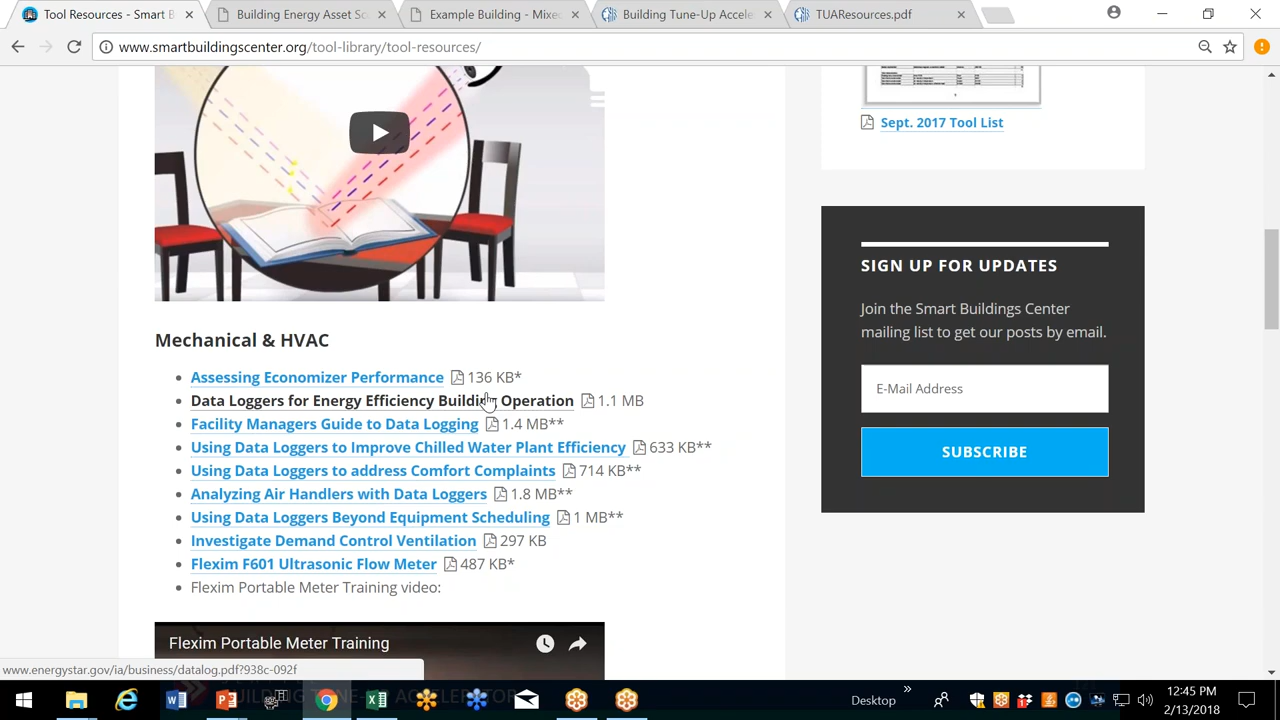 Tool Resources - Smart B
Building Energy Asset Sc
Example Building - Mixed
Building Tune-Up Accele
TUAResources.pdf
www.smartbuildingscenter.org/tool-library/tool-resources/
Sept. 2017 Tool List
SIGN UP FOR UPDATES
Join the Smart Buildings Center
mailing list to get our posts by email.
E-Mail Address
SUBSCRIBE
Mechanical & HVAC
Assessing Economizer Performance 136 KB*
Data Loggers for Energy Efficiency Building Operation 1.1 MB
Facility Managers Guide to Data Logging 1.4 MB**
Using Data Loggers to Improve Chilled Water Plant Efficiency 633 KB**
Using Data Loggers to address Comfort Complaints 714 KB**
Analyzing Air Handlers with Data Loggers 1.8 MB**
Using Data Loggers Beyond Equipment Scheduling 1 MB**
Investigate Demand Control Ventilation 297 KB
Flexim F601 Ultrasonic Flow Meter 487 KB*
Flexim Portable Meter Training video:
Flexim Portable Meter Training
www.energystar.gov/ia/business/datalog.pdf?938c-092f
BUILDING TUNE-UP ACCELERATOR
Desktop
12:45 PM
2/13/2018